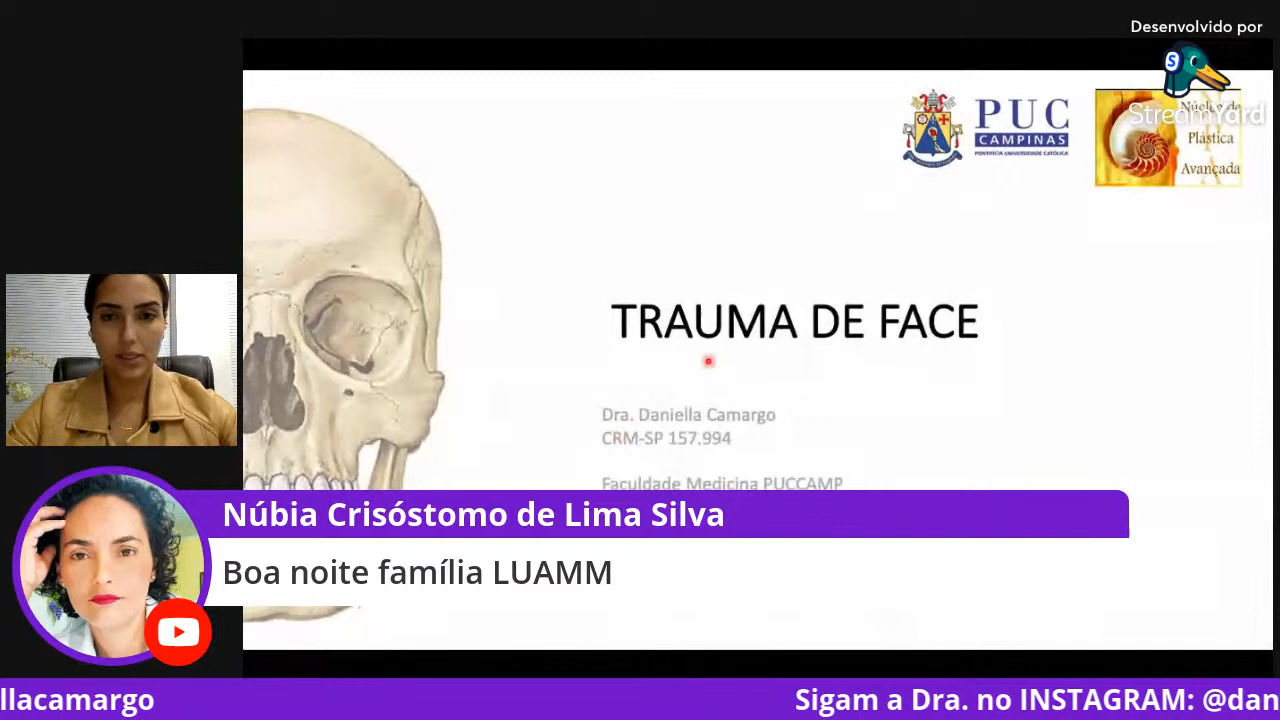 Desenvolvido por
StreamYard
PUC
CAMPINAS
PONTIFÍCIA UNIVERSIDADE CATÓLICA
Núcleo de
Plástica
Avançada
TRAUMA DE FACE
Dra. Daniella Camargo
CRM-SP 157.994
Faculdade Medicina PUCCAMP
Núbia Crisóstomo de Lima Silva
Boa noite família LUAMM
llacamargo
Sigam a Dra. no INSTAGRAM: @dan